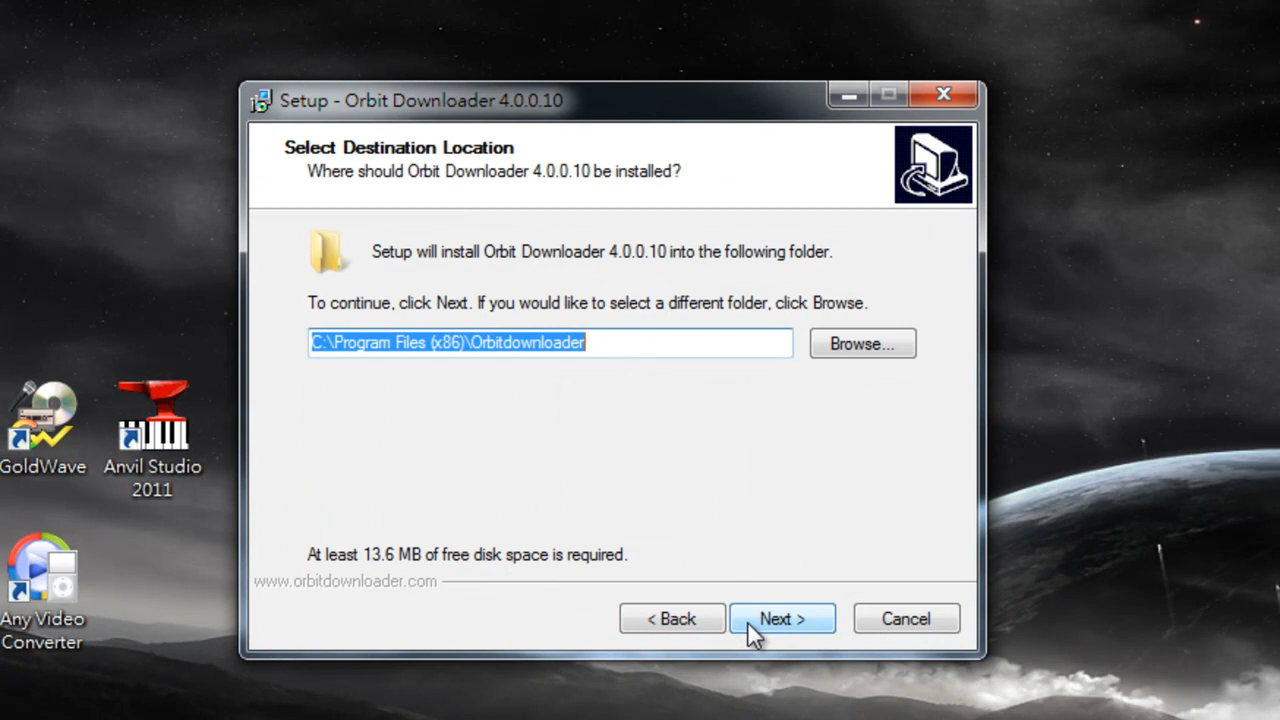 Setup - Orbit Downloader 4.0.0.10
Select Destination Location
Where should Orbit Downloader 4.0.0.10 be installed?
Setup will install Orbit Downloader 4.0.0.10 into the following folder.
To continue, click Next. If you would like to select a different folder, click Browse.
C:\Program Files (x86)\Orbitdownloader
Browse...
GoldWave
Anvil Studio
2011
At least 13.6 MB of free disk space is required.
www.orbitdownloader.com
< Back
Next >
Cancel
Any Video
Converter